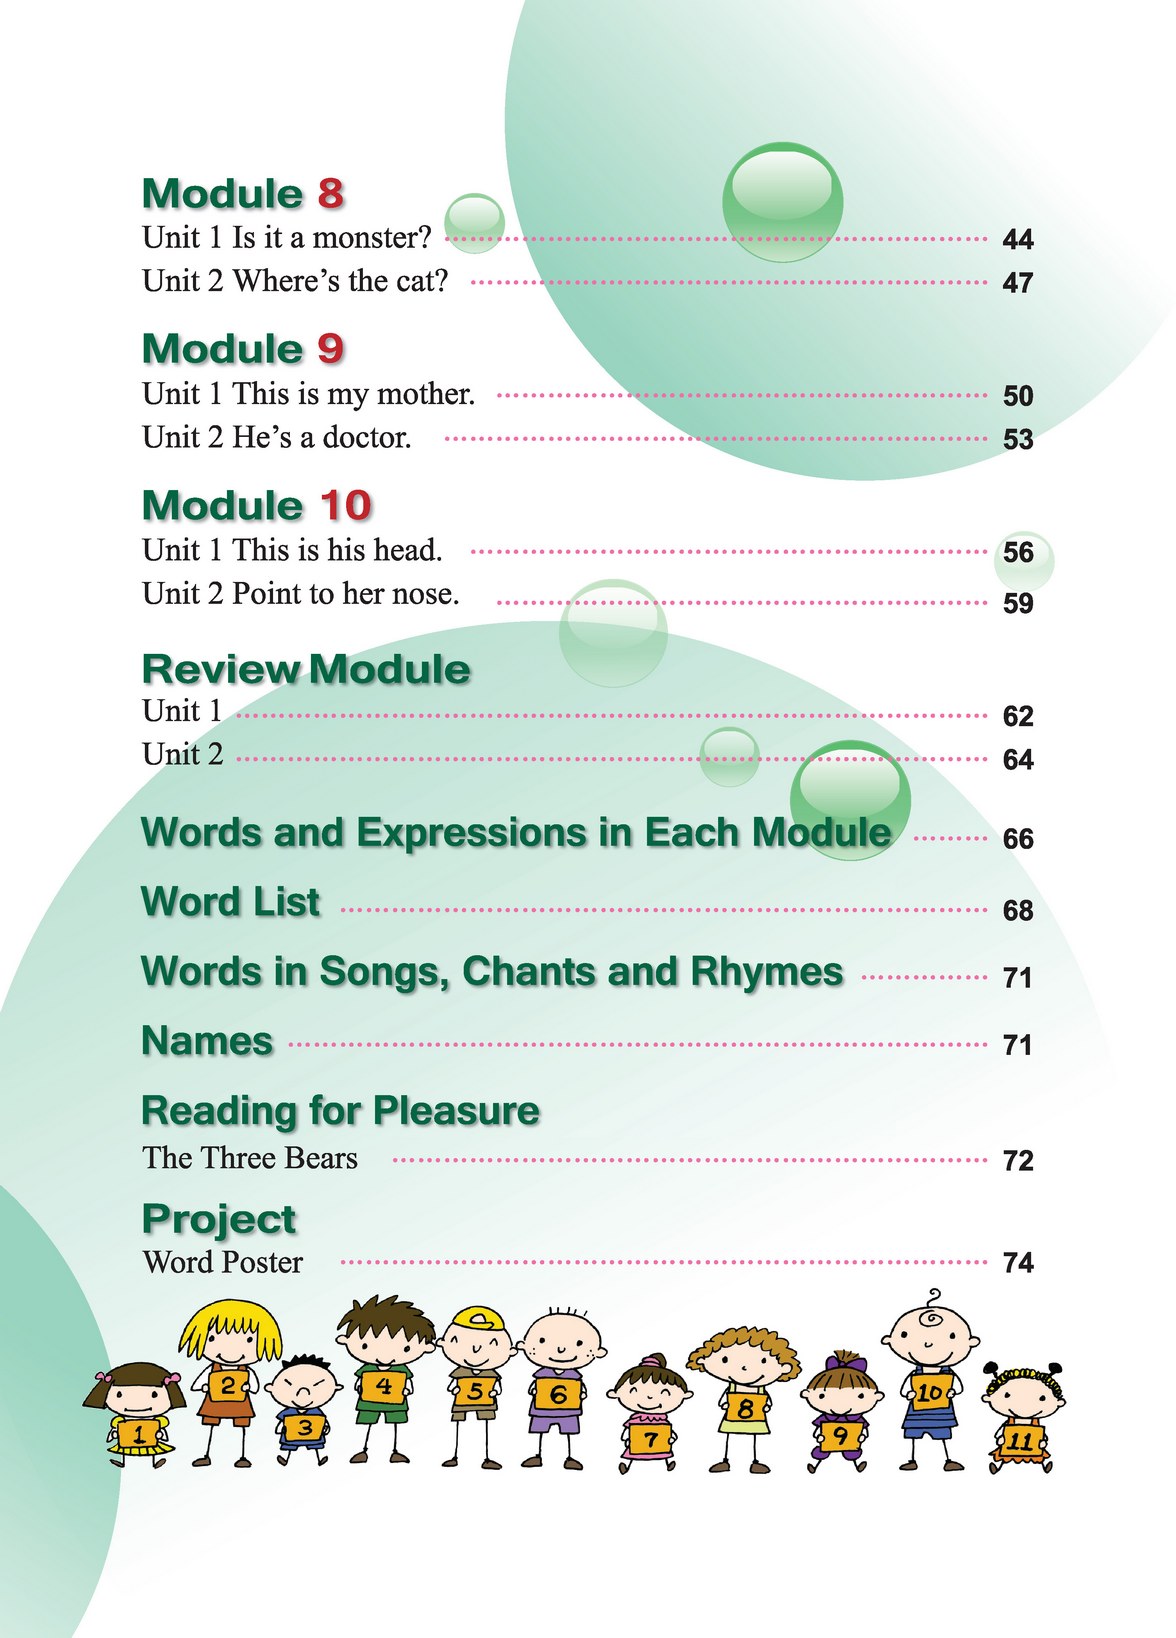 Module 8
Unit 1 Is it a monster? 44
Unit 2 Where's the cat? 47
Module 9
Unit 1 This is my mother. 50
Unit 2 He's a doctor. 53
Module 10
Unit 1 This is his head. 56
Unit 2 Point to her nose. 59
Review Module
Unit 1 62
Unit 2 64
Words and Expressions in Each Module 66
Word List 68
Words in Songs, Chants and Rhymes 71
Names 71
Reading for Pleasure
The Three Bears 72
Project
Word Poster 74
1 2 3 4 5 6 7 8 9 10 11